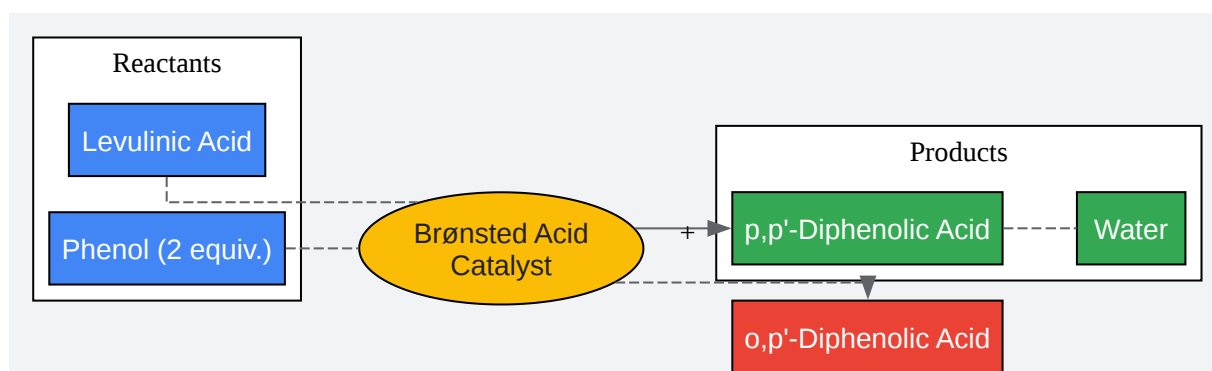 Reactants
Levulinic Acid
Phenol (2 equiv.)
Brønsted Acid
Catalyst
+
Products
p,p'-Diphenolic Acid
Water
o,p'-Diphenolic Acid